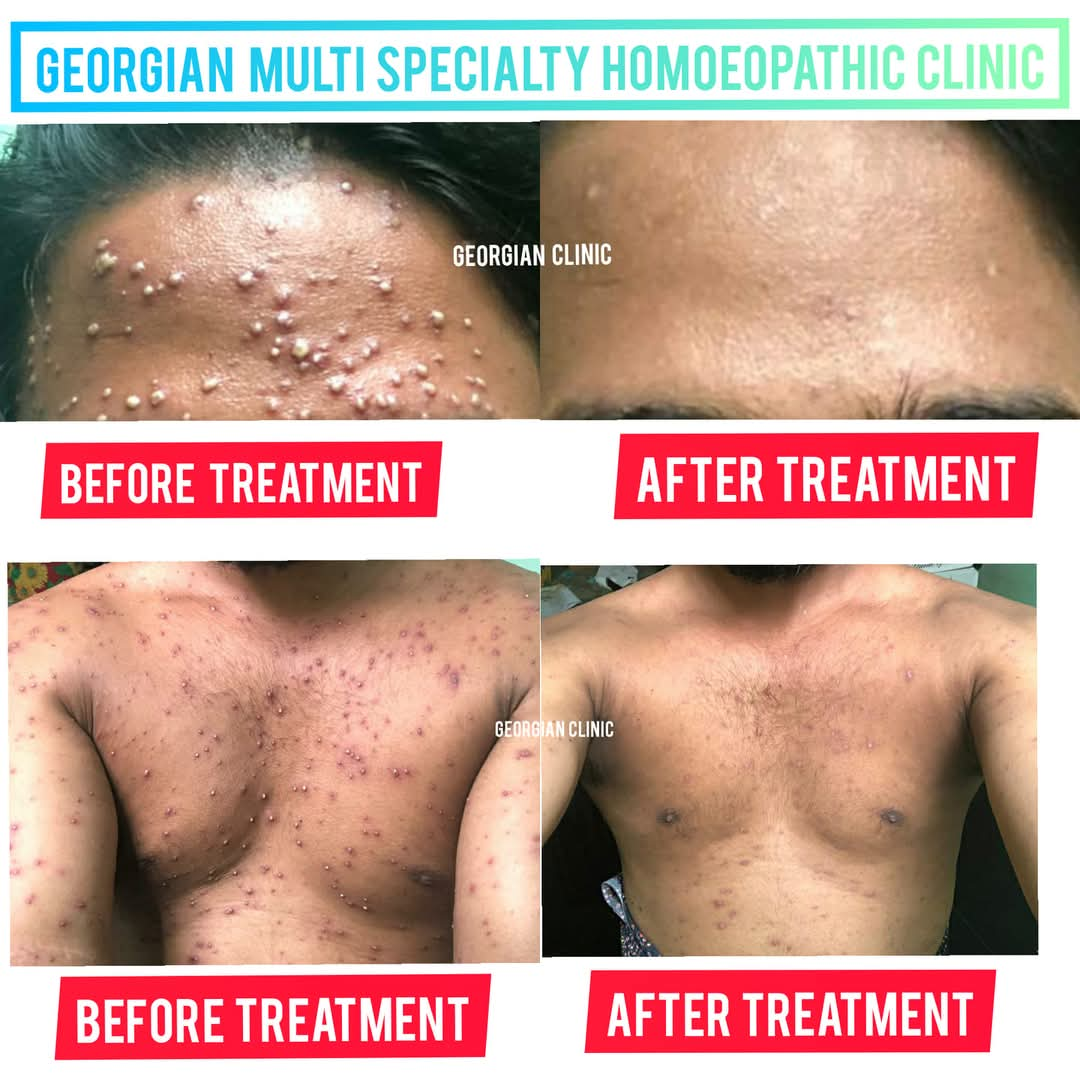 GEORGIAN MULTI SPECIALTY HOMOEOPATHIC CLINIC
GEORGIAN CLINIC
BEFORE TREATMENT
AFTER TREATMENT
GEORGIAN CLINIC
BEFORE TREATMENT
AFTER TREATMENT